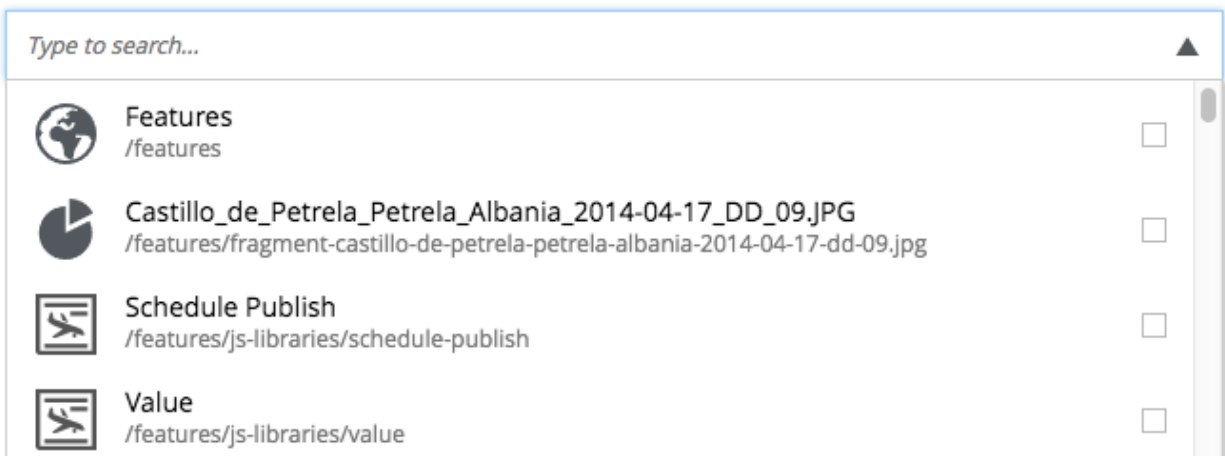 Type to search...
Features
/features
Castillo_de_Petrela_Petrela_Albania_2014-04-17_DD_09.JPG
/features/fragment-castillo-de-petrela-petrela-albania-2014-04-17-dd-09.jpg
Schedule Publish
/features/js-libraries/schedule-publish
Value
/features/js-libraries/value